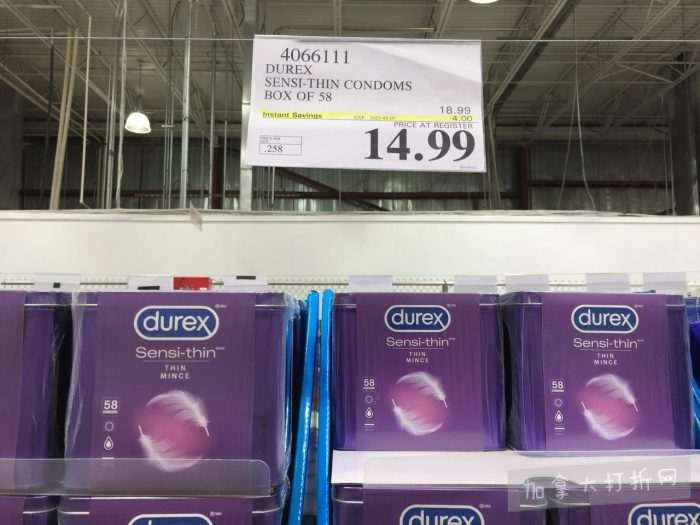 4066111
DUREX
SENSI-THIN CONDOMS
BOX OF 58
18.99
Instant Savings EXP. -4.00
PRICE AT REGISTER
14.99
.258
durex
Sensi-thin
THIN
MINCE
58
durex
Sensi-thin
THIN
MINCE
58
durex
Sensi-thin
THIN
MINCE
58
durex
durex
durex
加拿大打折网